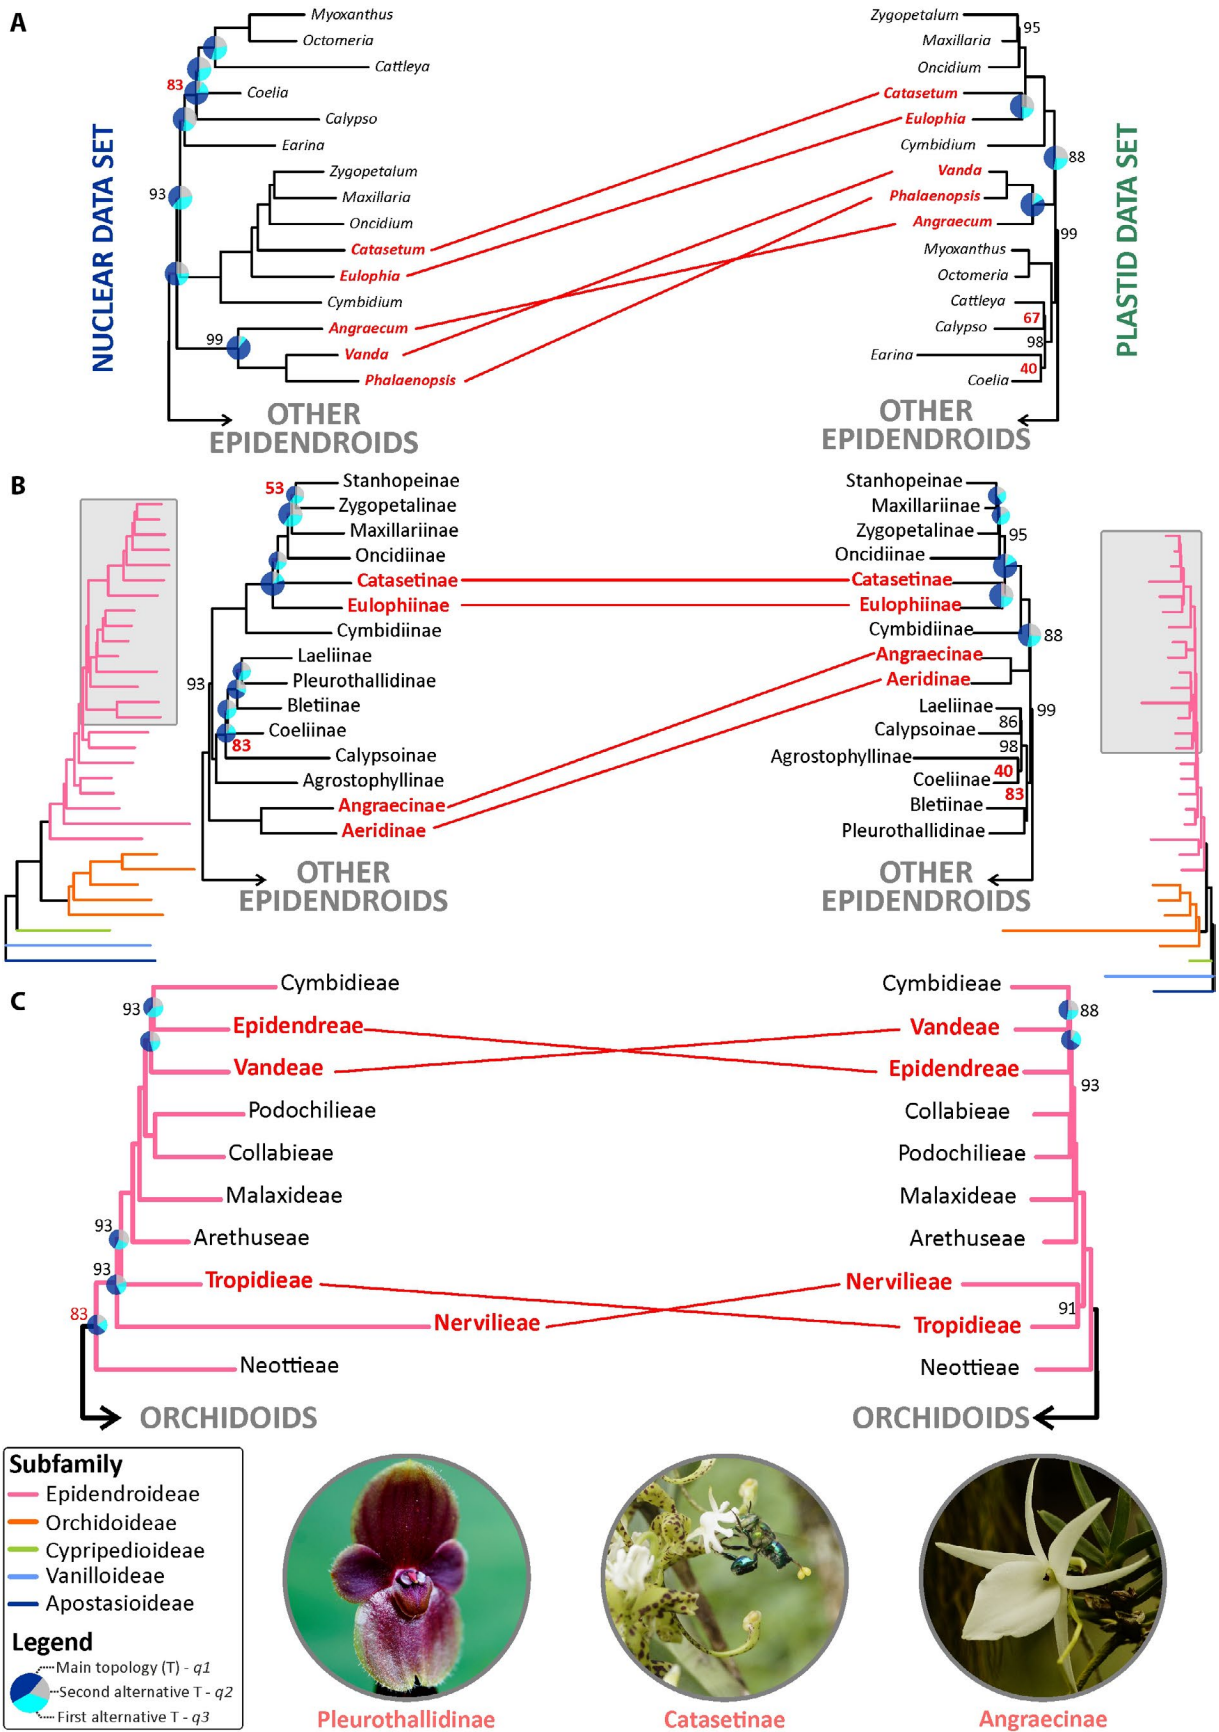 A
NUCLEAR DATA SET
Myoxanthus
Octomeria
Cattleya
83
Coelia
Calypso
Earina
93
Zygopetalum
Maxillaria
Oncidium
Catasetum
Eulophia
Cymbidium
Angraecum
99
Vanda
Phalaenopsis
OTHER
EPIDENDROIDS
PLASTID DATA SET
Zygopetalum
95
Maxillaria
Oncidium
Catasetum
Eulophia
Cymbidium
88
Vanda
Phalaenopsis
Angraecum
99
Myoxanthus
Octomeria
Cattleya
67
Calypso
98
Earina
40
Coelia
OTHER
EPIDENDROIDS
B
53
Stanhopeinae
Zygopetalinae
Maxillariinae
Oncidiinae
Catasetinae
Eulophiinae
Cymbidiinae
Laeliinae
93
Pleurothallidinae
Bletiinae
Coeliinae
83
Calypsoinae
Agrostophyllinae
Angraecinae
Aeridinae
OTHER
EPIDENDROIDS
Stanhopeinae
Maxillariinae
Zygopetalinae
95
Oncidiinae
Catasetinae
Eulophiinae
Cymbidiinae
88
Angraecinae
Aeridinae
Laeliinae
99
86
Calypsoinae
98
Agrostophyllinae
40
Coeliinae
83
Bletiinae
Pleurothallidinae
OTHER
EPIDENDROIDS
C
Cymbidieae
93
Epidendreae
Vandeae
Podochilieae
Collabieae
Malaxideae
93
Arethuseae
93
Tropidieae
83
Nervilieae
Neottieae
ORCHIDOIDS
Cymbidieae
88
Vandeae
Epidendreae
93
Collabieae
Podochilieae
Malaxideae
Arethuseae
Nervilieae
91
Tropidieae
Neottieae
ORCHIDOIDS
Subfamily
Epidendroideae
Orchidoideae
Cypripedioideae
Vanilloideae
Apostasioideae
Legend
Main topology (T) - q1
Second alternative T - q2
First alternative T - q3
Pleurothallidinae
Catasetinae
Angraecinae